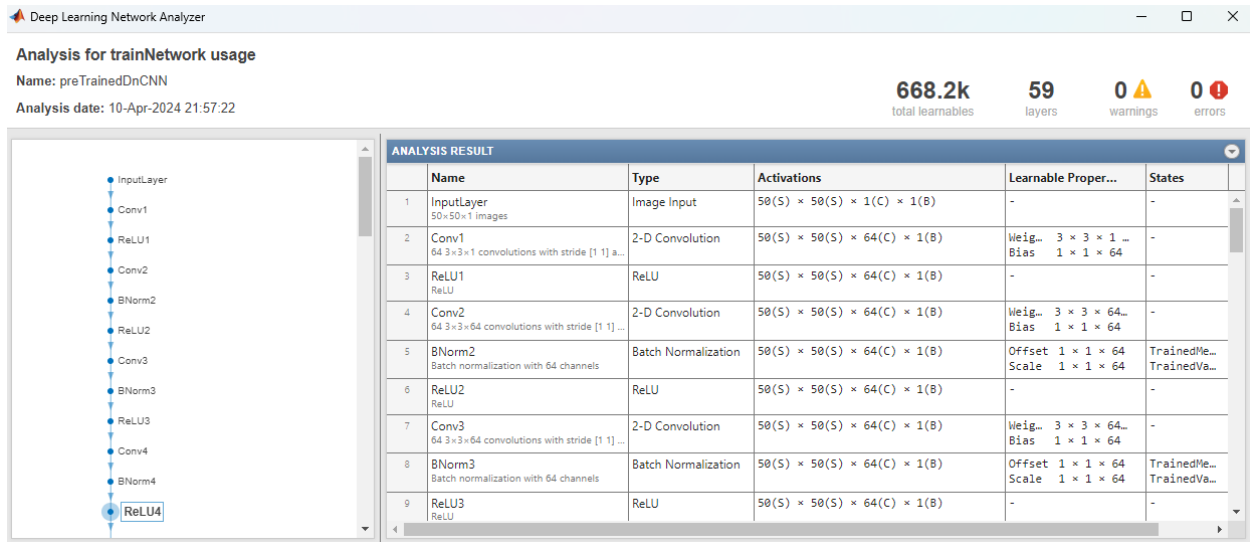 Deep Learning Network Analyzer
Analysis for trainNetwork usage
Name: preTrainedDnCNN
Analysis date: 10-Apr-2024 21:57:22
668.2k
total learnables
59
layers
0
warnings
0
errors
InputLayer
Conv1
ReLU1
Conv2
BNorm2
ReLU2
Conv3
BNorm3
ReLU3
Conv4
BNorm4
ReLU4
ANALYSIS RESULT
Name Type Activations Learnable Proper... States
1 InputLayer Image Input 50(S) × 50(S) × 1(C) × 1(B) - -
50×50×1 images
2 Conv1 2-D Convolution 50(S) × 50(S) × 64(C) × 1(B) Weig... 3 × 3 × 1 ... -
64 3×3×1 convolutions with stride [1 1] a... Bias 1 × 1 × 64
3 ReLU1 ReLU 50(S) × 50(S) × 64(C) × 1(B) - -
ReLU
4 Conv2 2-D Convolution 50(S) × 50(S) × 64(C) × 1(B) Weig... 3 × 3 × 64... -
64 3×3×64 convolutions with stride [1 1] ... Bias 1 × 1 × 64
5 BNorm2 Batch Normalization 50(S) × 50(S) × 64(C) × 1(B) Offset 1 × 1 × 64 TrainedMe...
Batch normalization with 64 channels Scale 1 × 1 × 64 TrainedVa...
6 ReLU2 ReLU 50(S) × 50(S) × 64(C) × 1(B) - -
ReLU
7 Conv3 2-D Convolution 50(S) × 50(S) × 64(C) × 1(B) Weig... 3 × 3 × 64... -
64 3×3×64 convolutions with stride [1 1] ... Bias 1 × 1 × 64
8 BNorm3 Batch Normalization 50(S) × 50(S) × 64(C) × 1(B) Offset 1 × 1 × 64 TrainedMe...
Batch normalization with 64 channels Scale 1 × 1 × 64 TrainedVa...
9 ReLU3 ReLU 50(S) × 50(S) × 64(C) × 1(B) - -
ReLU